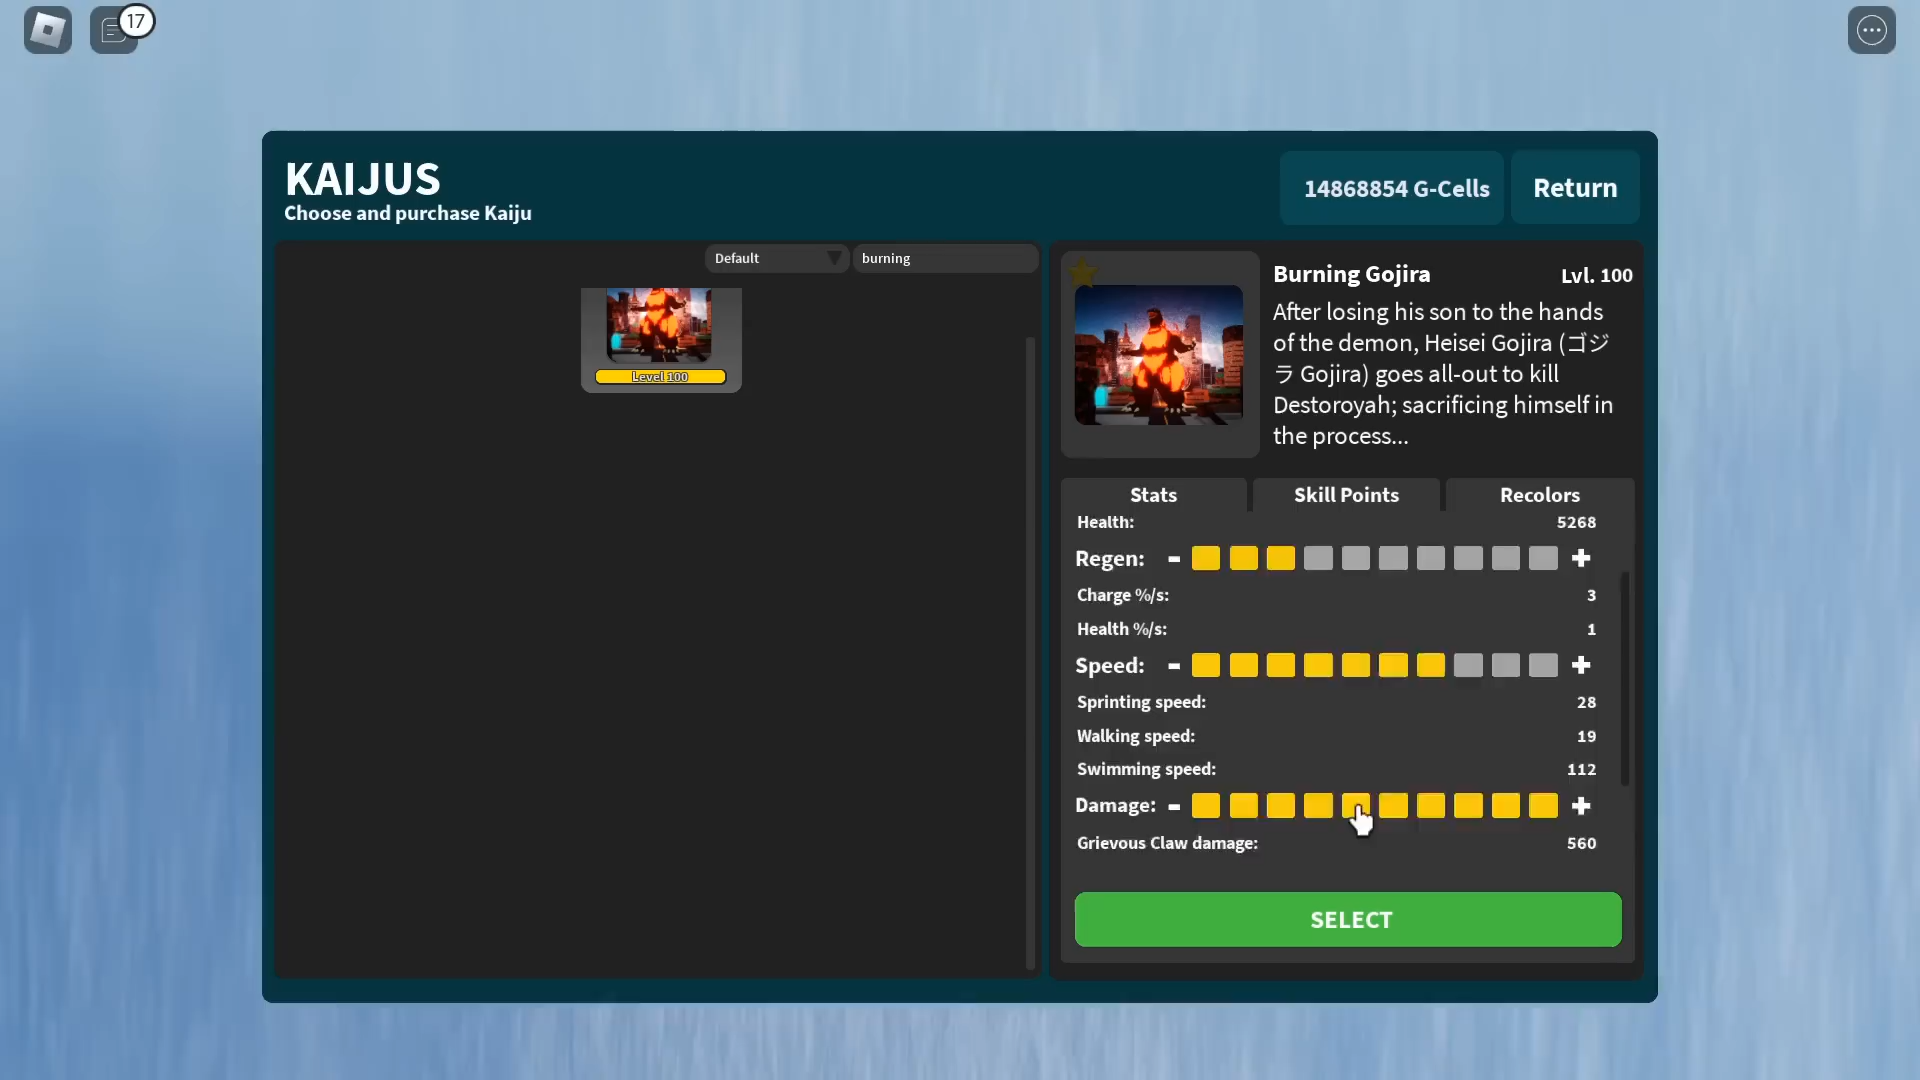 17
KAIJUS
Choose and purchase Kaiju
14868854 G-Cells
Return
Default
burning
Level 100
Burning Gojira
Lvl. 100
After losing his son to the hands
of the demon, Heisei Gojira (ゴジ
ラ Gojira) goes all-out to kill
Destoroyah; sacrificing himself in
the process...
Stats
Skill Points
Recolors
Health: 5268
Regen: - +
Charge %/s: 3
Health %/s: 1
Speed: - +
Sprinting speed: 28
Walking speed: 19
Swimming speed: 112
Damage: - +
Grievous Claw damage: 560
SELECT